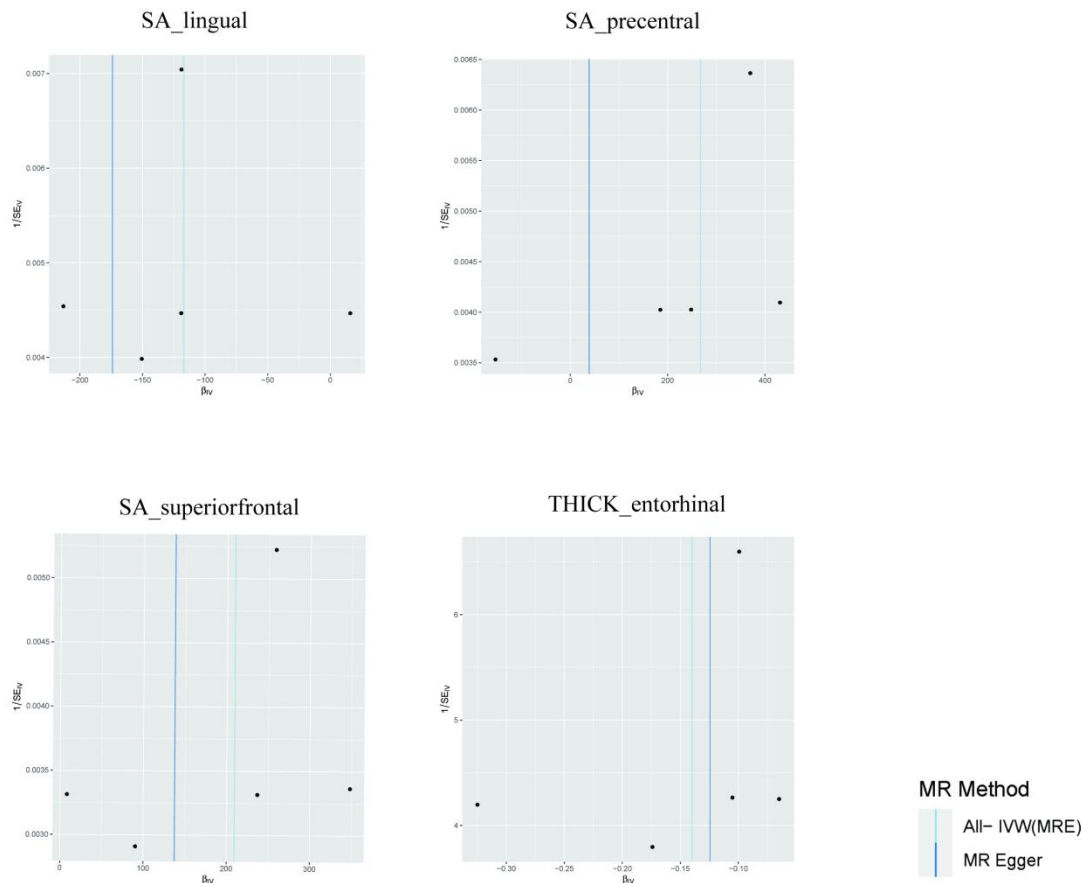 SA_lingual
0.007
0.006
0.005
0.004
1/SE_IV
−200 −150 −100 −50 0
β_IV
SA_precentral
0.0065
0.0060
0.0055
0.0050
0.0045
0.0040
0.0035
1/SE_IV
0 200 400
β_IV
SA_superiorfrontal
0.0050
0.0045
0.0040
0.0035
0.0030
1/SE_IV
0 100 200 300
β_IV
THICK_entorhinal
6
5
4
1/SE_IV
−0.30 −0.25 −0.20 −0.15 −0.10
β_IV
MR Method
All− IVW(MRE)
MR Egger